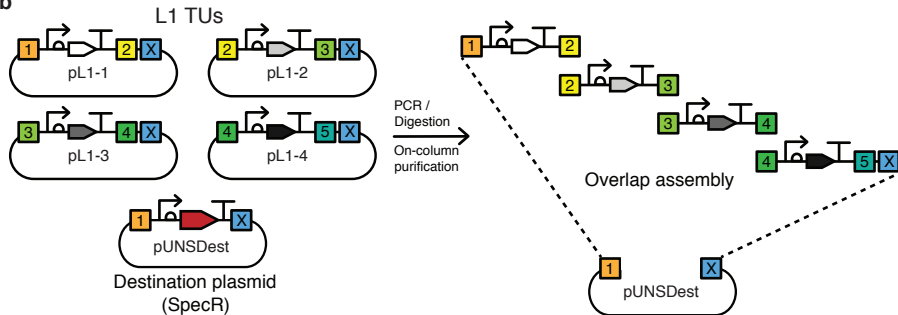 b
L1 TUs
1 2 X
pL1-1
2 3 X
pL1-2
3 4 X
pL1-3
4 5 X
pL1-4
1 X
pUNSDest
Destination plasmid
(SpecR)
PCR /
Digestion
On-column
purification
1 2
2 3
3 4
4 5 X
Overlap assembly
1 X
pUNSDest